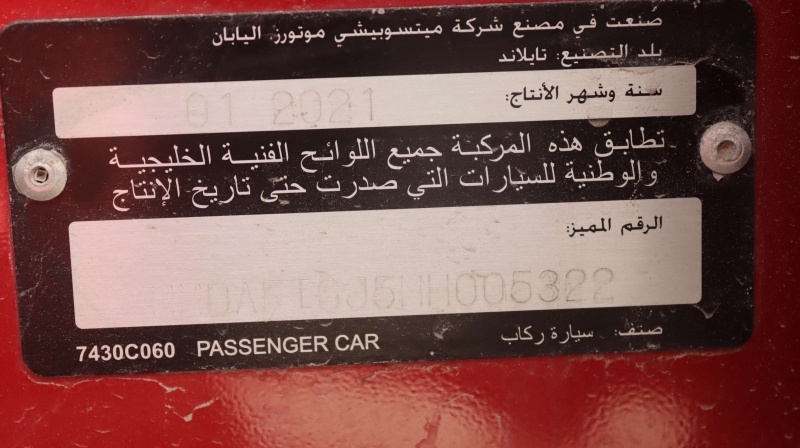 صنعت في مصنع شركة ميتسوبيشي موتورز، اليابان
بلد التصنيع: تايلاند
سنة وشهر الأنتاج:
01 2021
تطابق هذه المركبة جميع اللوائح الفنية الخليجية
والوطنية للسيارات التي صدرت حتى تاريخ الإنتاج
الرقم المميز:
صنف: سيارة ركاب
7430C060 PASSENGER CAR